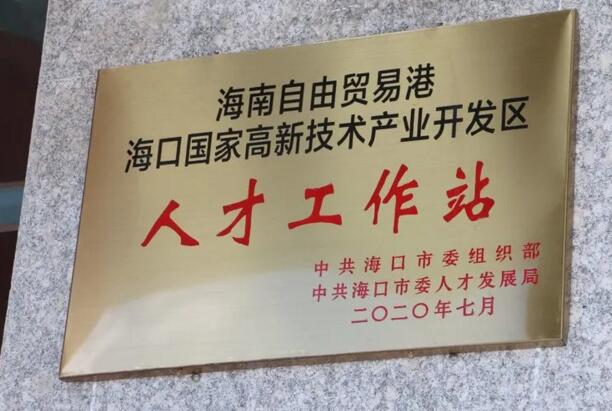 海南自由贸易港
海口国家高新技术产业开发区
人才工作站
中共海口市委组织部
中共海口市委人才发展局
二〇二〇年七月